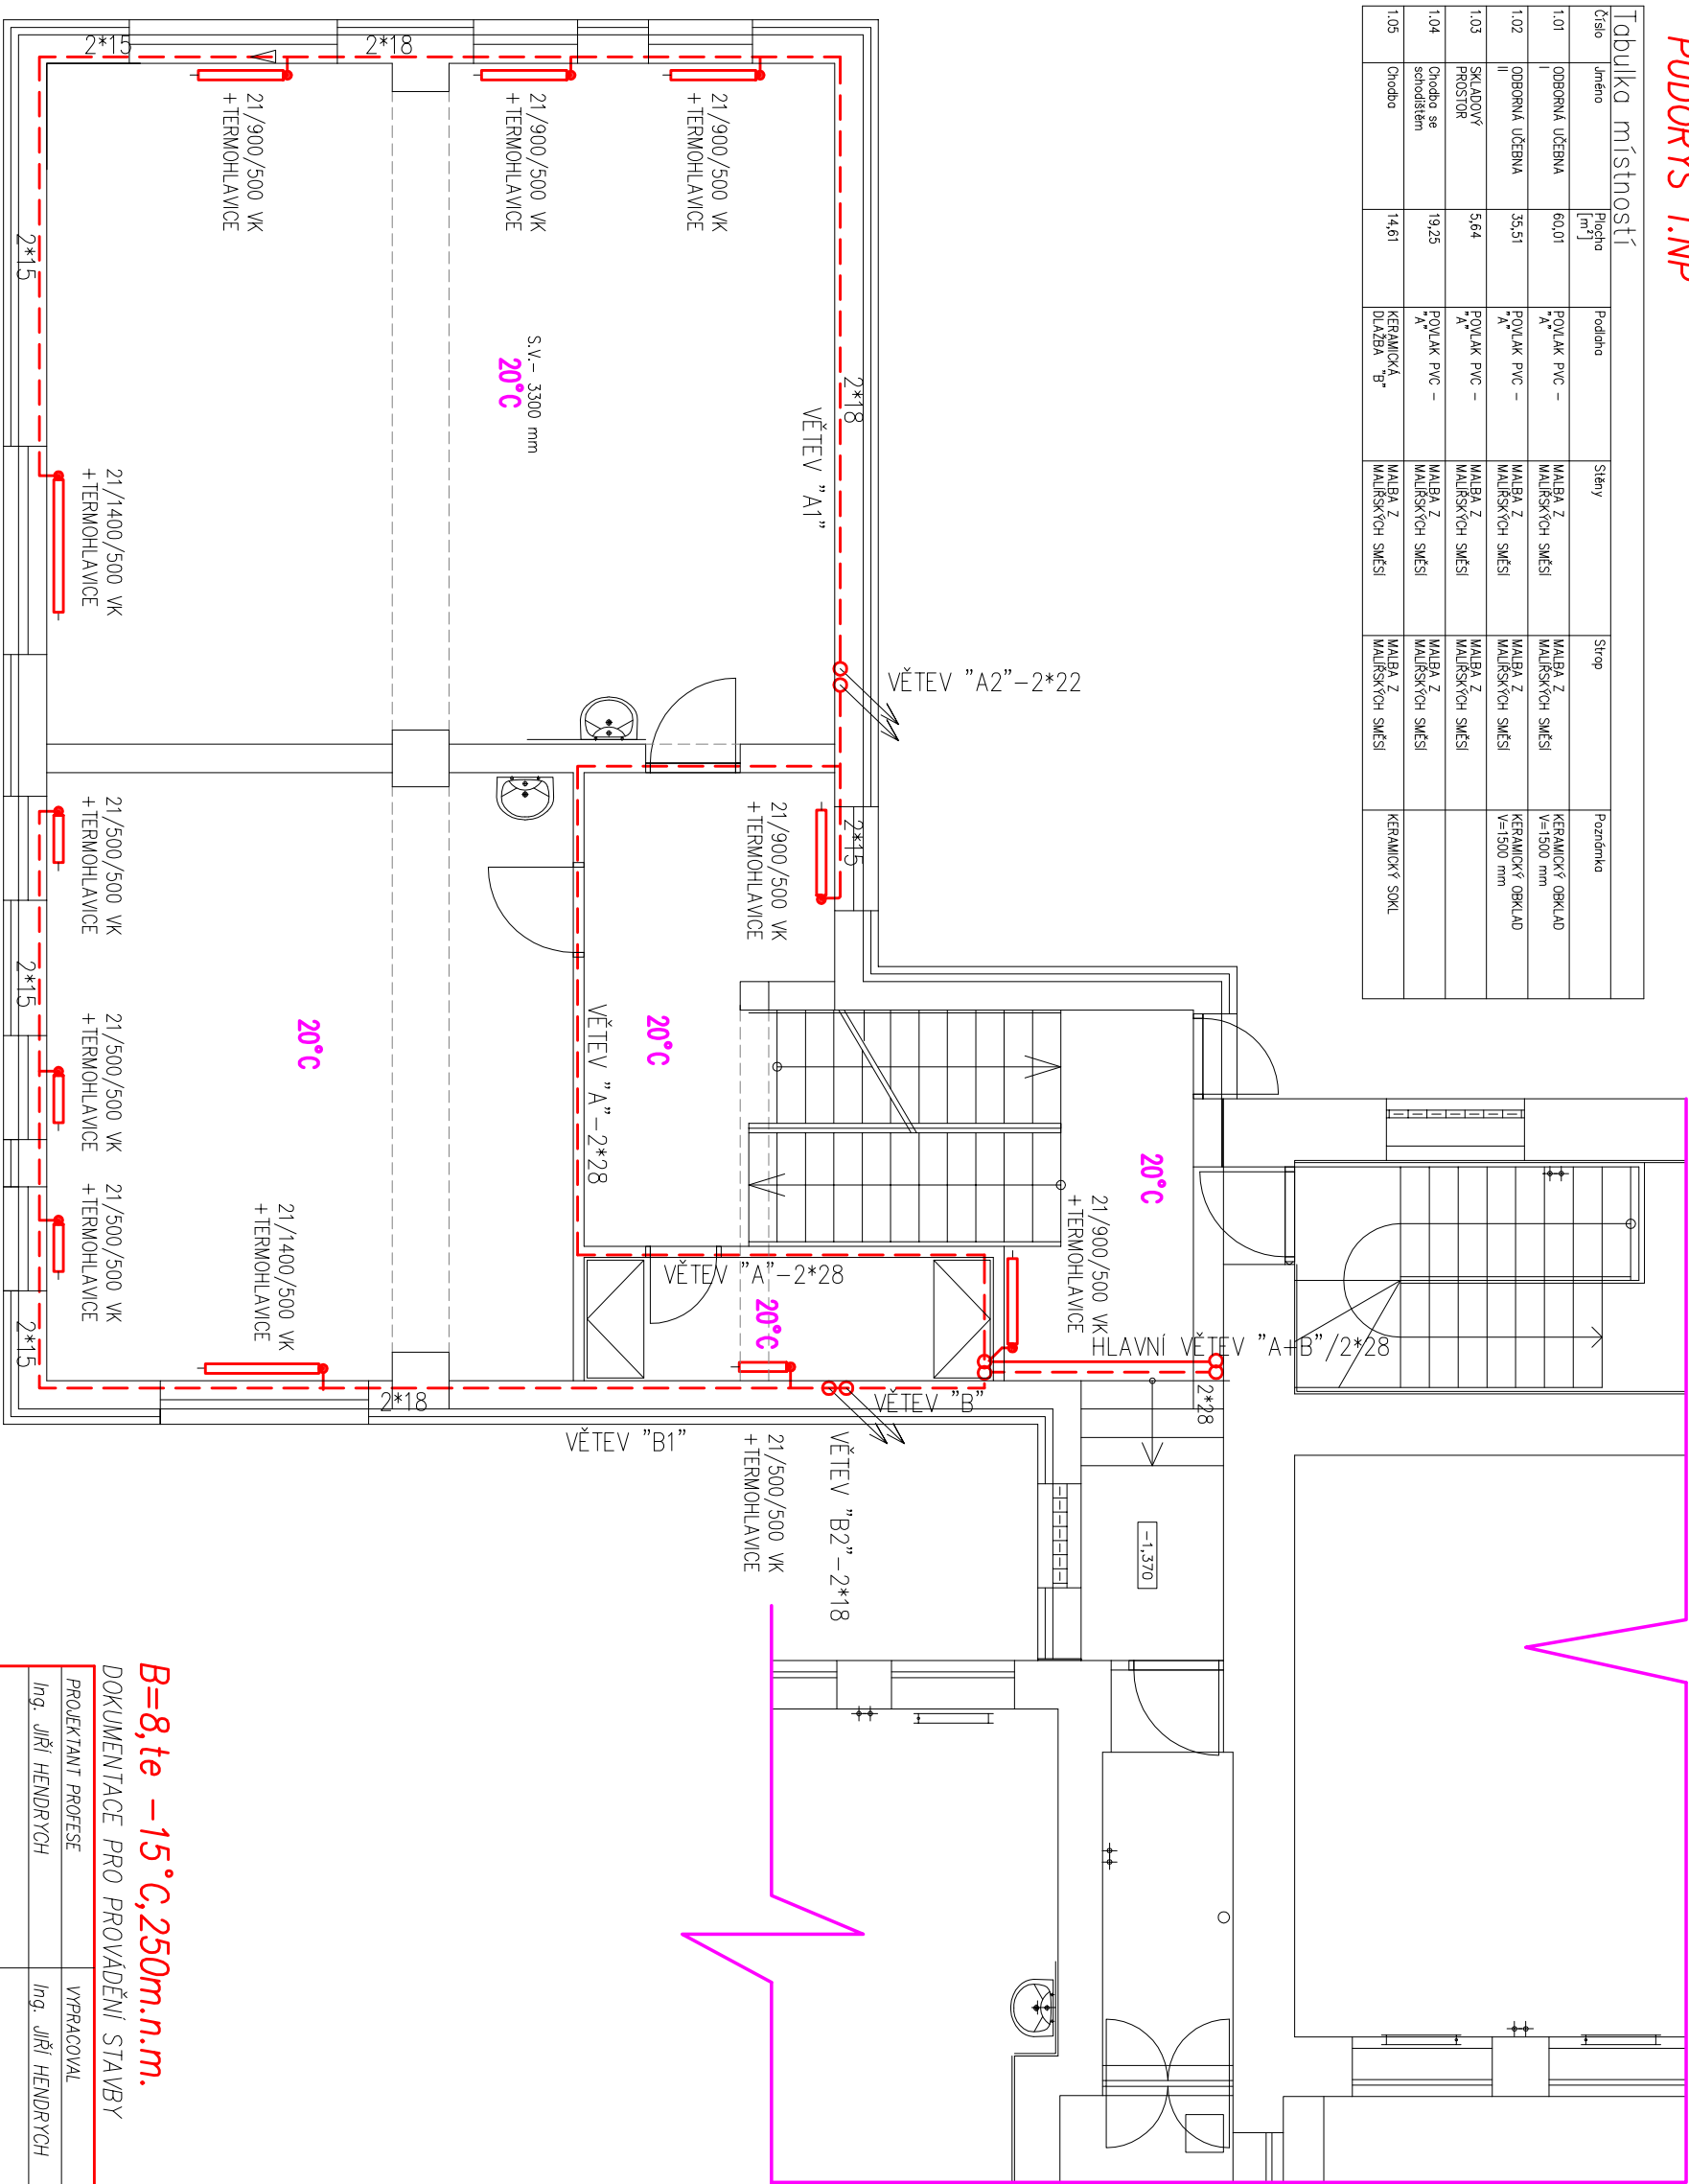 PŮDORYS 1.NP
Tabulka místností
Číslo Jméno Plocha [m²] Podlaha Stěny Strop Poznámka
1.01 ODBORNÁ UČEBNA I 60,01 POVLAK PVC - "A" MALBA Z MALÍŘSKÝCH SMĚSÍ MALBA Z MALÍŘSKÝCH SMĚSÍ KERAMICKÝ OBKLAD V=1500 mm
1.02 ODBORNÁ UČEBNA II 35,51 POVLAK PVC - "A" MALBA Z MALÍŘSKÝCH SMĚSÍ MALBA Z MALÍŘSKÝCH SMĚSÍ KERAMICKÝ OBKLAD V=1500 mm
1.03 SKLADOVÝ PROSTOR 5,64 POVLAK PVC - "A" MALBA Z MALÍŘSKÝCH SMĚSÍ MALBA Z MALÍŘSKÝCH SMĚSÍ
1.04 Chodba se schodištěm 19,25 POVLAK PVC - "A" MALBA Z MALÍŘSKÝCH SMĚSÍ MALBA Z MALÍŘSKÝCH SMĚSÍ
1.05 Chodba 14,61 KERAMICKÁ DLAŽBA "B" MALBA Z MALÍŘSKÝCH SMĚSÍ MALBA Z MALÍŘSKÝCH SMĚSÍ KERAMICKÝ SOKL
2*15
2*18
21/900/500 VK
+TERMOHLAVICE
21/900/500 VK
+TERMOHLAVICE
21/900/500 VK
+TERMOHLAVICE
2*15
S.V.- 3300 mm
20°C
2*18
VĚTEV "A1"
21/1400/500 VK
+TERMOHLAVICE
VĚTEV "A2"-2*22
21/500/500 VK
+TERMOHLAVICE
21/900/500 VK
+TERMOHLAVICE
2*15
2*15
21/500/500 VK
+TERMOHLAVICE
20°C
VĚTEV "A"-2*28
20°C
20°C
21/500/500 VK
+TERMOHLAVICE
21/1400/500 VK
+TERMOHLAVICE
21/900/500 VK
+TERMOHLAVICE
VĚTEV "A"-2*28
20°C
HLAVNÍ VĚTEV "A+B"/2*28
2*15
2*18
2*28
VĚTEV "B"
VĚTEV "B1"
21/500/500 VK
+TERMOHLAVICE
VĚTEV "B2"-2*18
-1,370
B=8,te -15°C,250m.n.m.
DOKUMENTACE PRO PROVÁDĚNÍ STAVBY
PROJEKTANT PROFESE VYPRACOVAL
Ing. JIŘÍ HENDRYCH Ing. JIŘÍ HENDRYCH